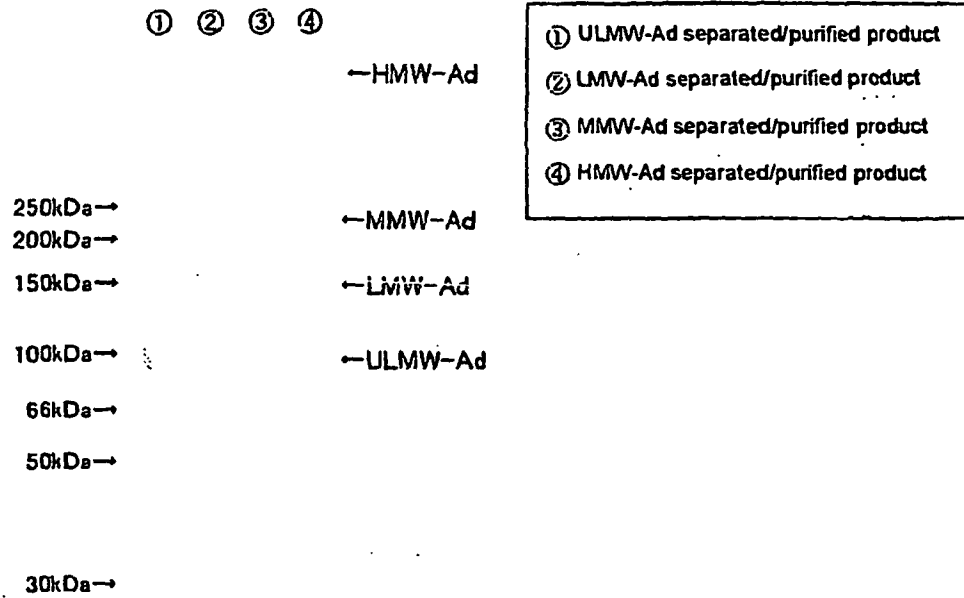 ① ② ③ ④
←HMW-Ad
250kDa→
←MMW-Ad
200kDa→
150kDa→
←LMW-Ad
100kDa→
←ULMW-Ad
66kDa→
50kDa→
30kDa→
① ULMW-Ad separated/purified product
② LMW-Ad separated/purified product
③ MMW-Ad separated/purified product
④ HMW-Ad separated/purified product